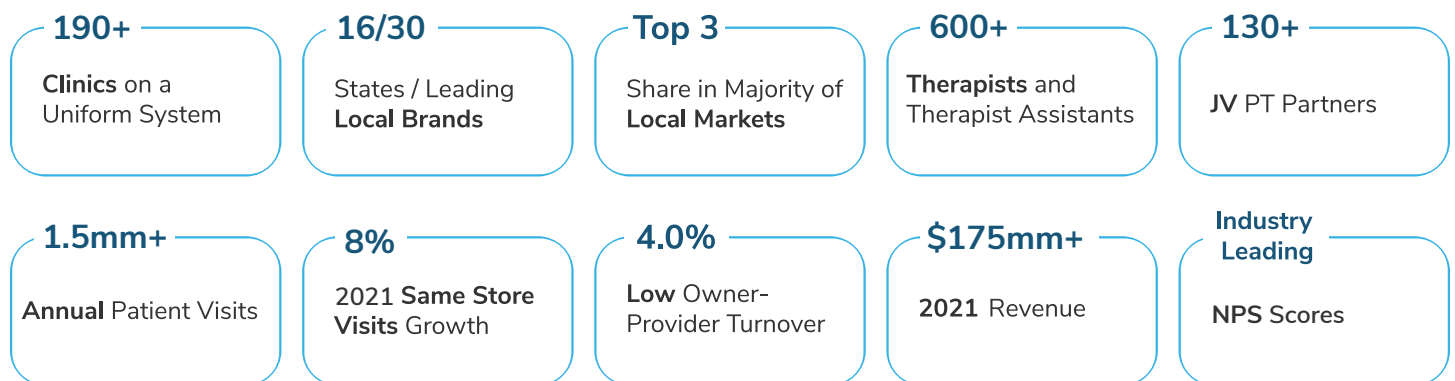 190+
Clinics on a
Uniform System
16/30
States / Leading
Local Brands
Top 3
Share in Majority of
Local Markets
600+
Therapists and
Therapist Assistants
130+
JV PT Partners
1.5mm+
Annual Patient Visits
8%
2021 Same Store
Visits Growth
4.0%
Low Owner-
Provider Turnover
$175mm+
2021 Revenue
Industry
Leading
NPS Scores